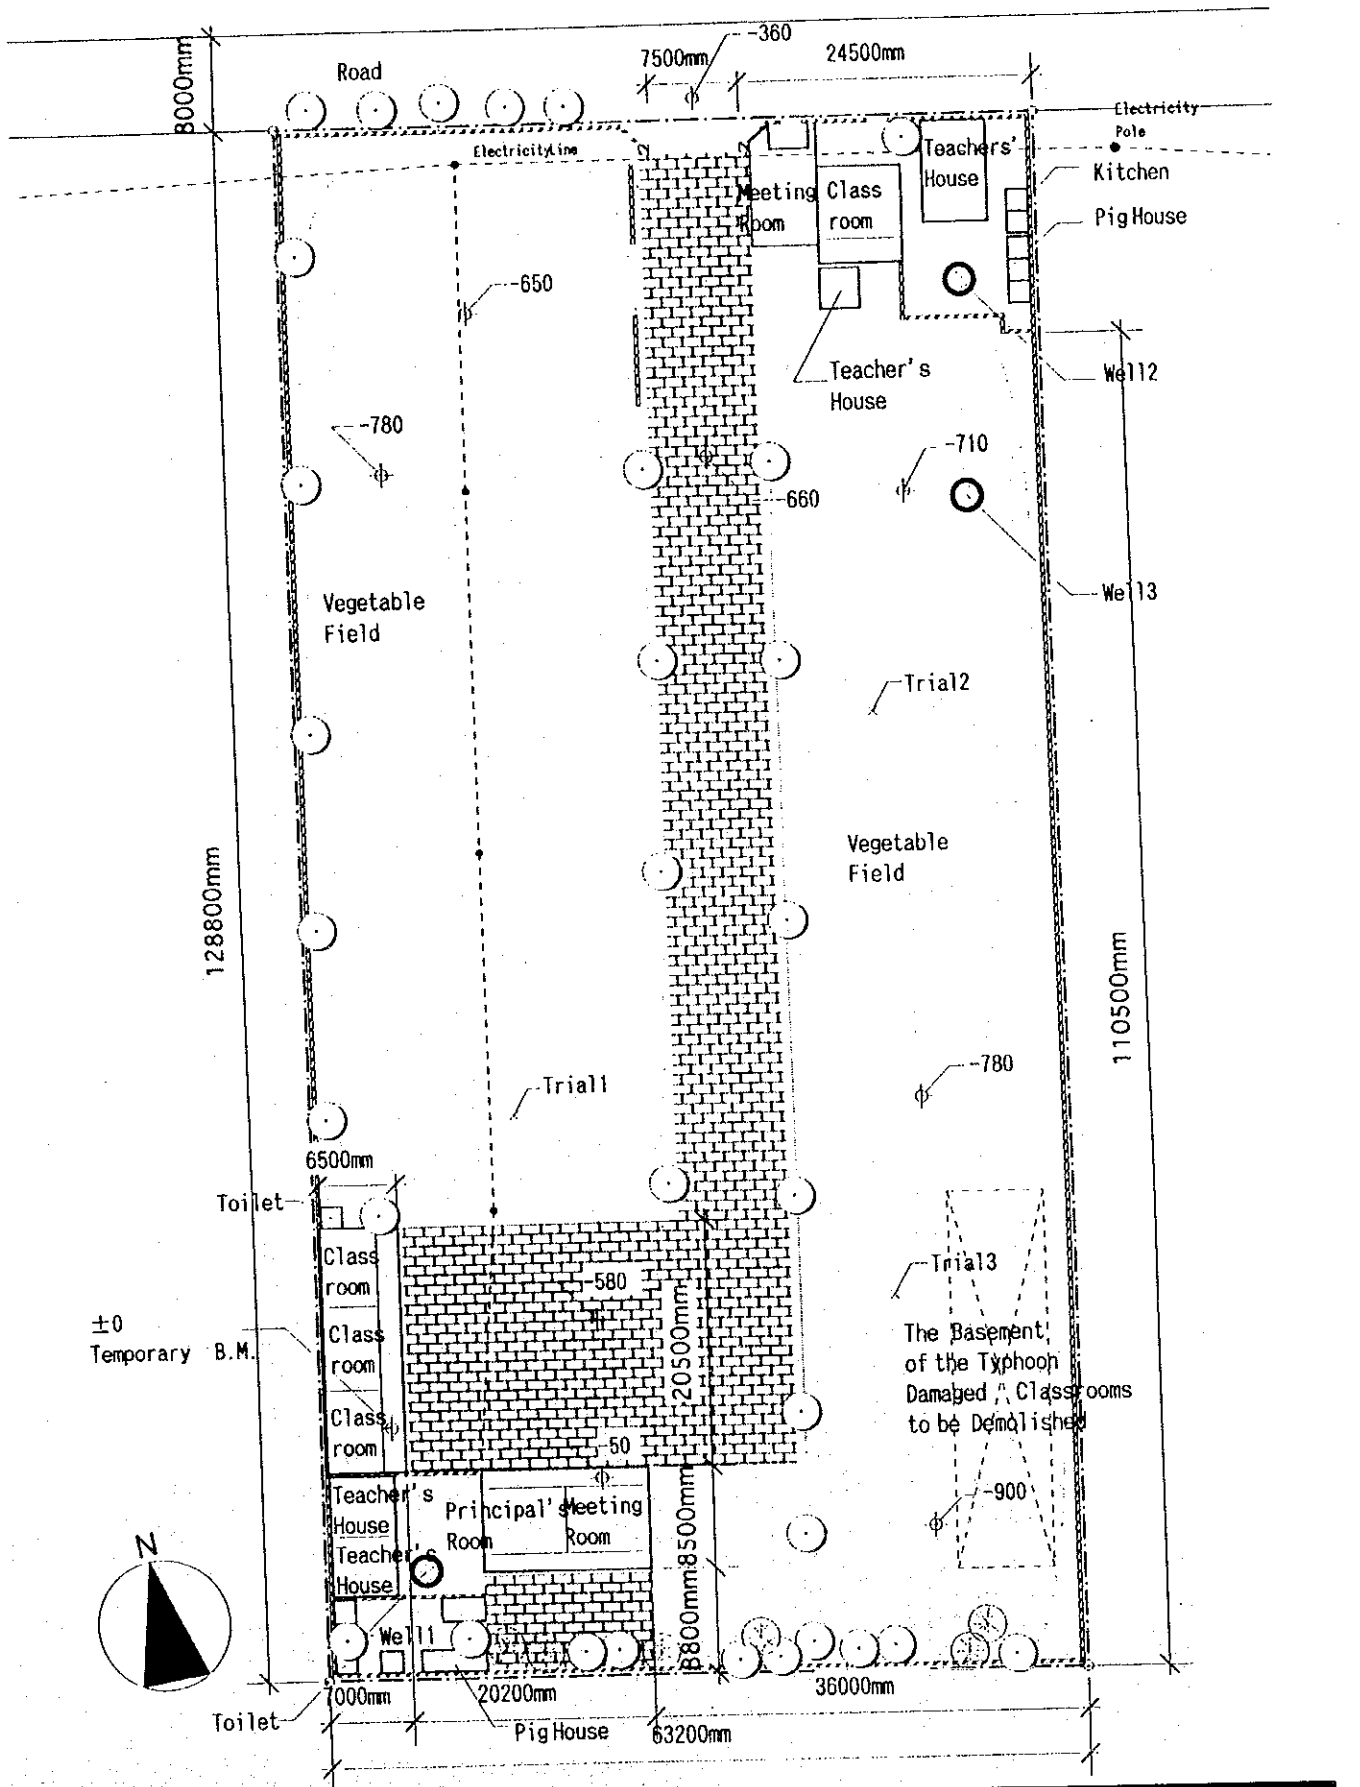 -360
7500mm
24500mm
8000mm
Road
Electricity
Pole
ElectricityLine
Teachers'
House
Kitchen
Meeting
Room
Class
room
Pig House
-650
Teacher's
House
Well2
-780
-710
-660
Vegetable
Field
Well3
Trial2
Vegetable
Field
128800mm
110500mm
Trial1
-780
6500mm
Toilet
Class
room
-580
Trial3
±0
Temporary B.M.
Class
room
20500mm
The Basement
of the Typhoon
Damaged Classrooms
to be Demolished
Class
room
-50
Teacher's
House
Principal's
Room
Meeting
Room
8500mm
-900
Teacher's
House
N
Well1
8800mm
7000mm
20200mm
36000mm
Toilet
Pig House
63200mm